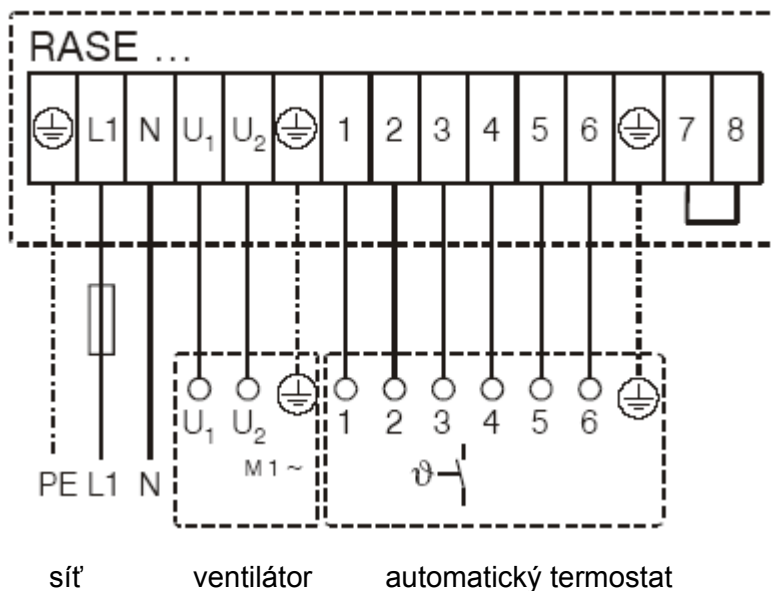 RASE ...
L1 N U1 U2 1 2 3 4 5 6 7 8
U1 U2 1 2 3 4 5 6
PE L1 N M 1 ~ ϑ
síť ventilátor automatický termostat